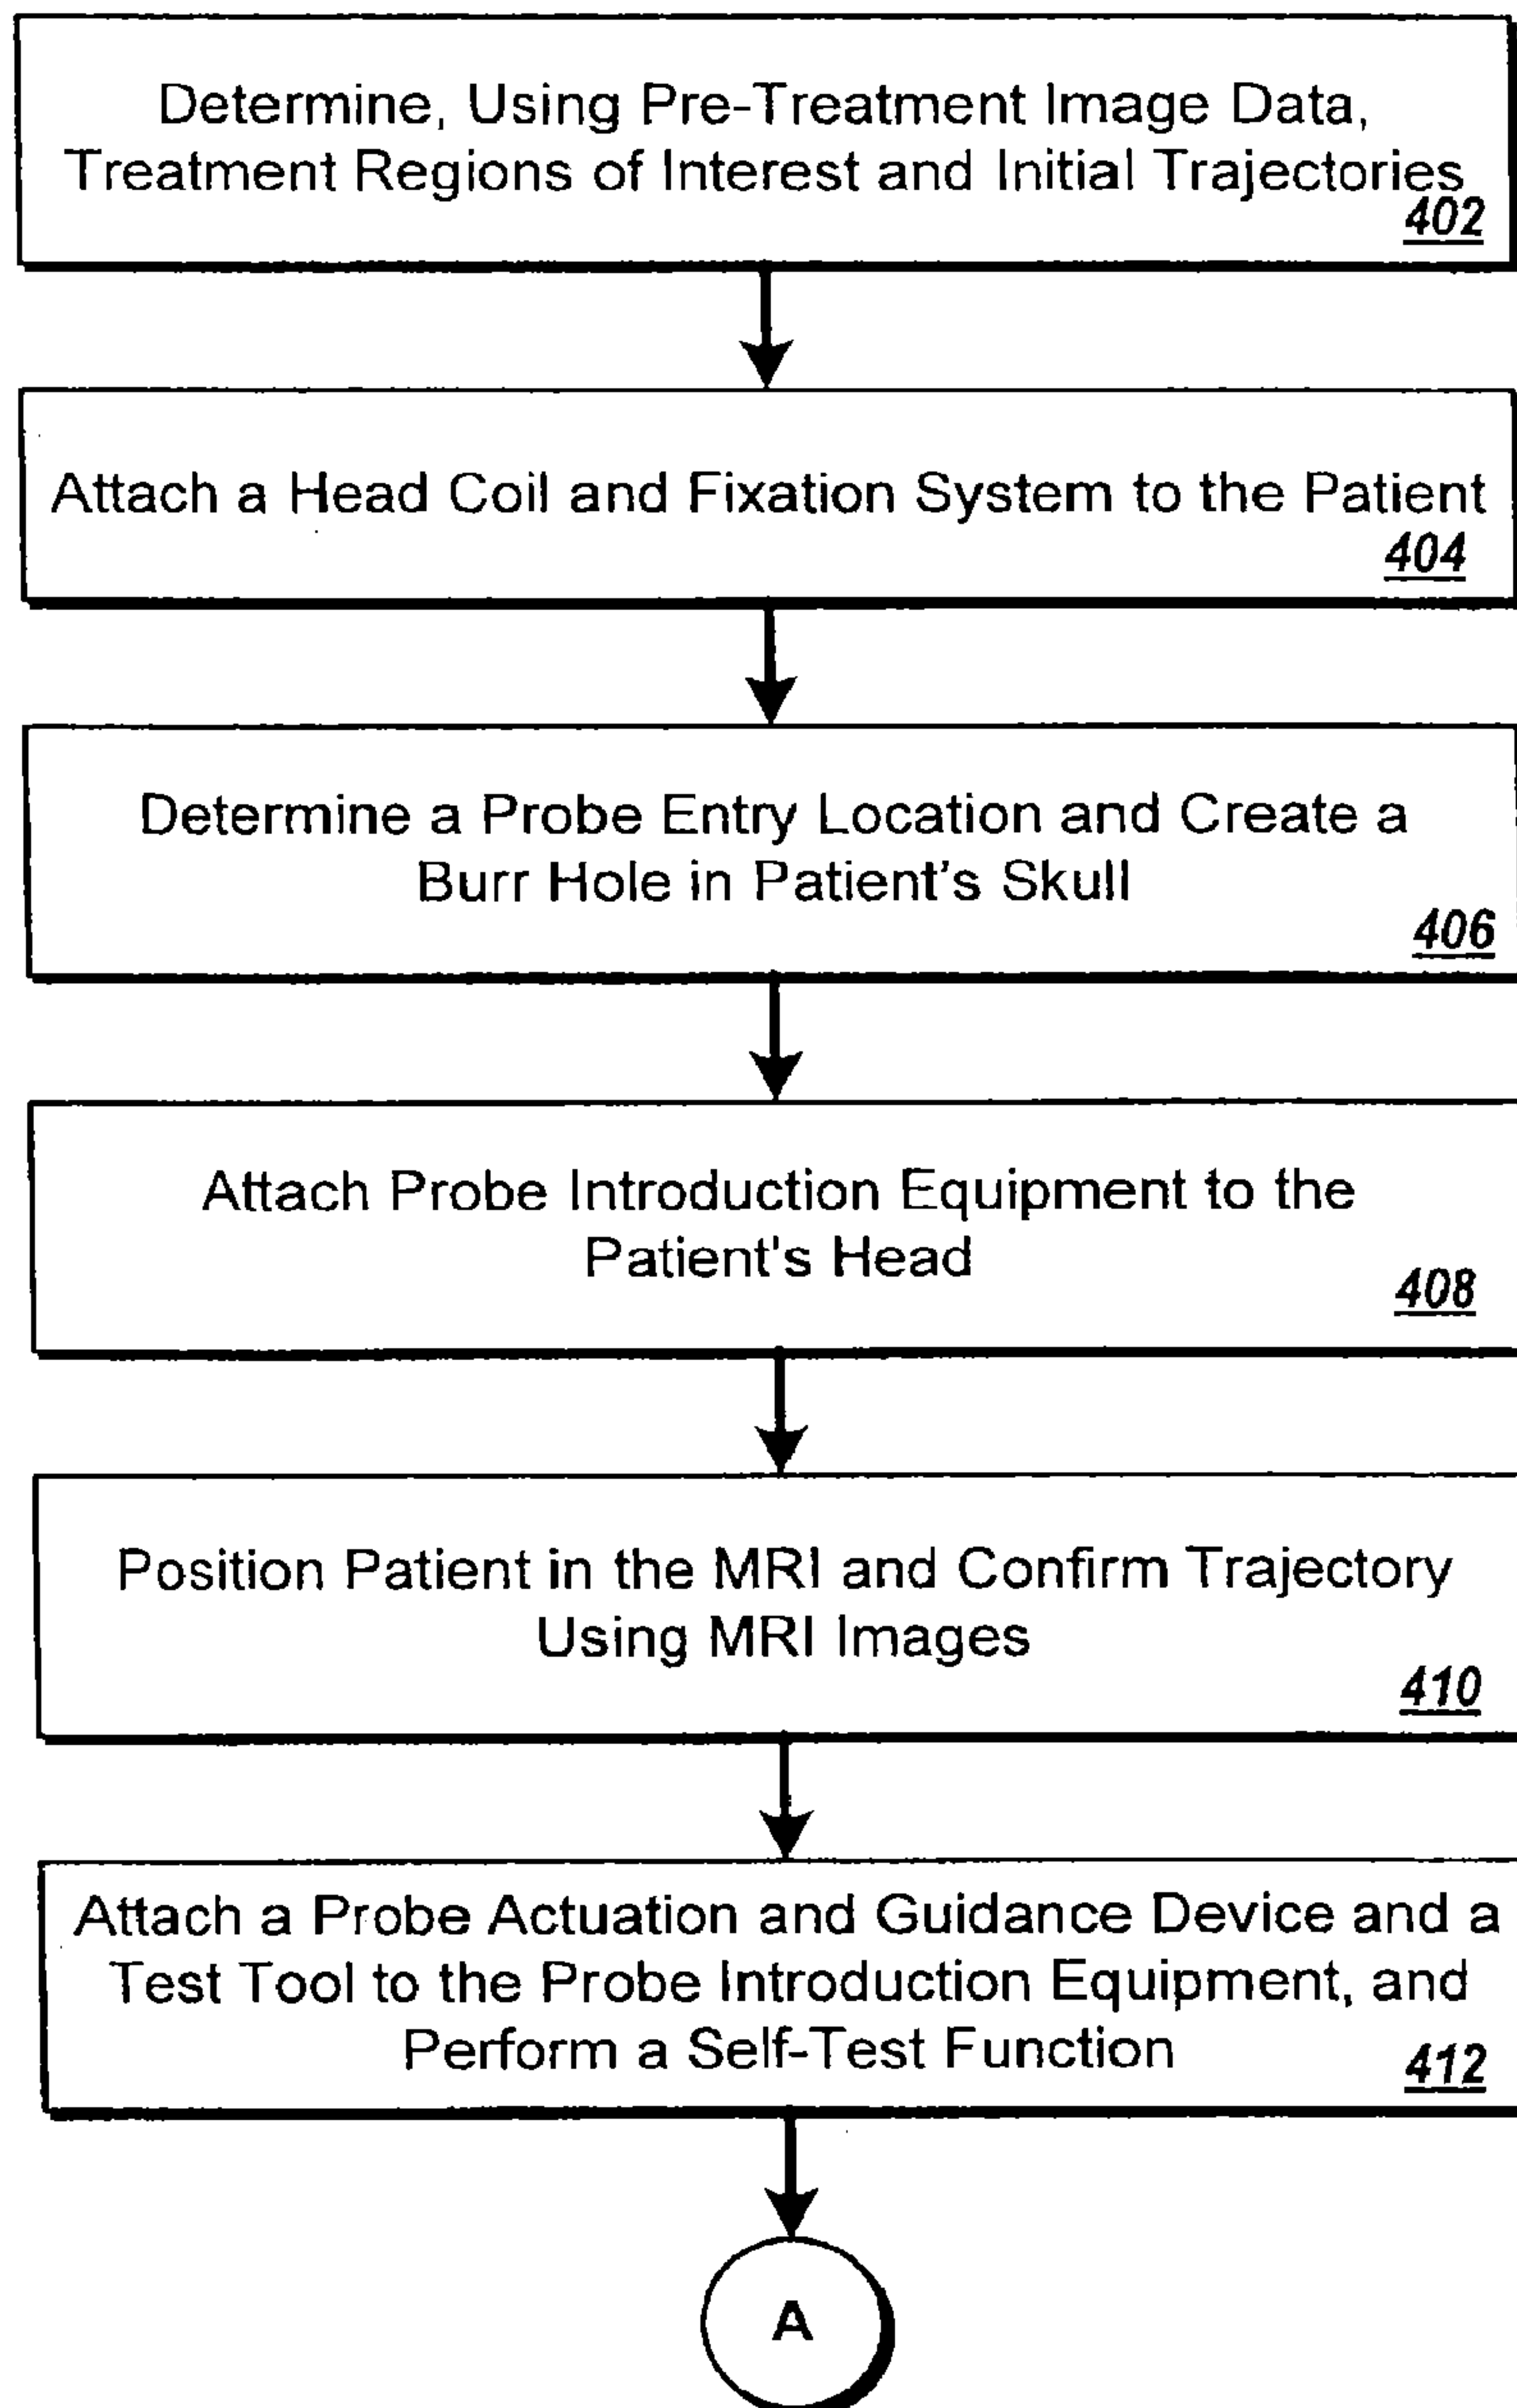 Determine, Using Pre-Treatment Image Data,
Treatment Regions of Interest and Initial Trajectories
402
Attach a Head Coil and Fixation System to the Patient
404
Determine a Probe Entry Location and Create a
Burr Hole in Patient's Skull
406
Attach Probe Introduction Equipment to the
Patient's Head
408
Position Patient in the MRI and Confirm Trajectory
Using MRI Images
410
Attach a Probe Actuation and Guidance Device and a
Test Tool to the Probe Introduction Equipment, and
Perform a Self-Test Function
412
A